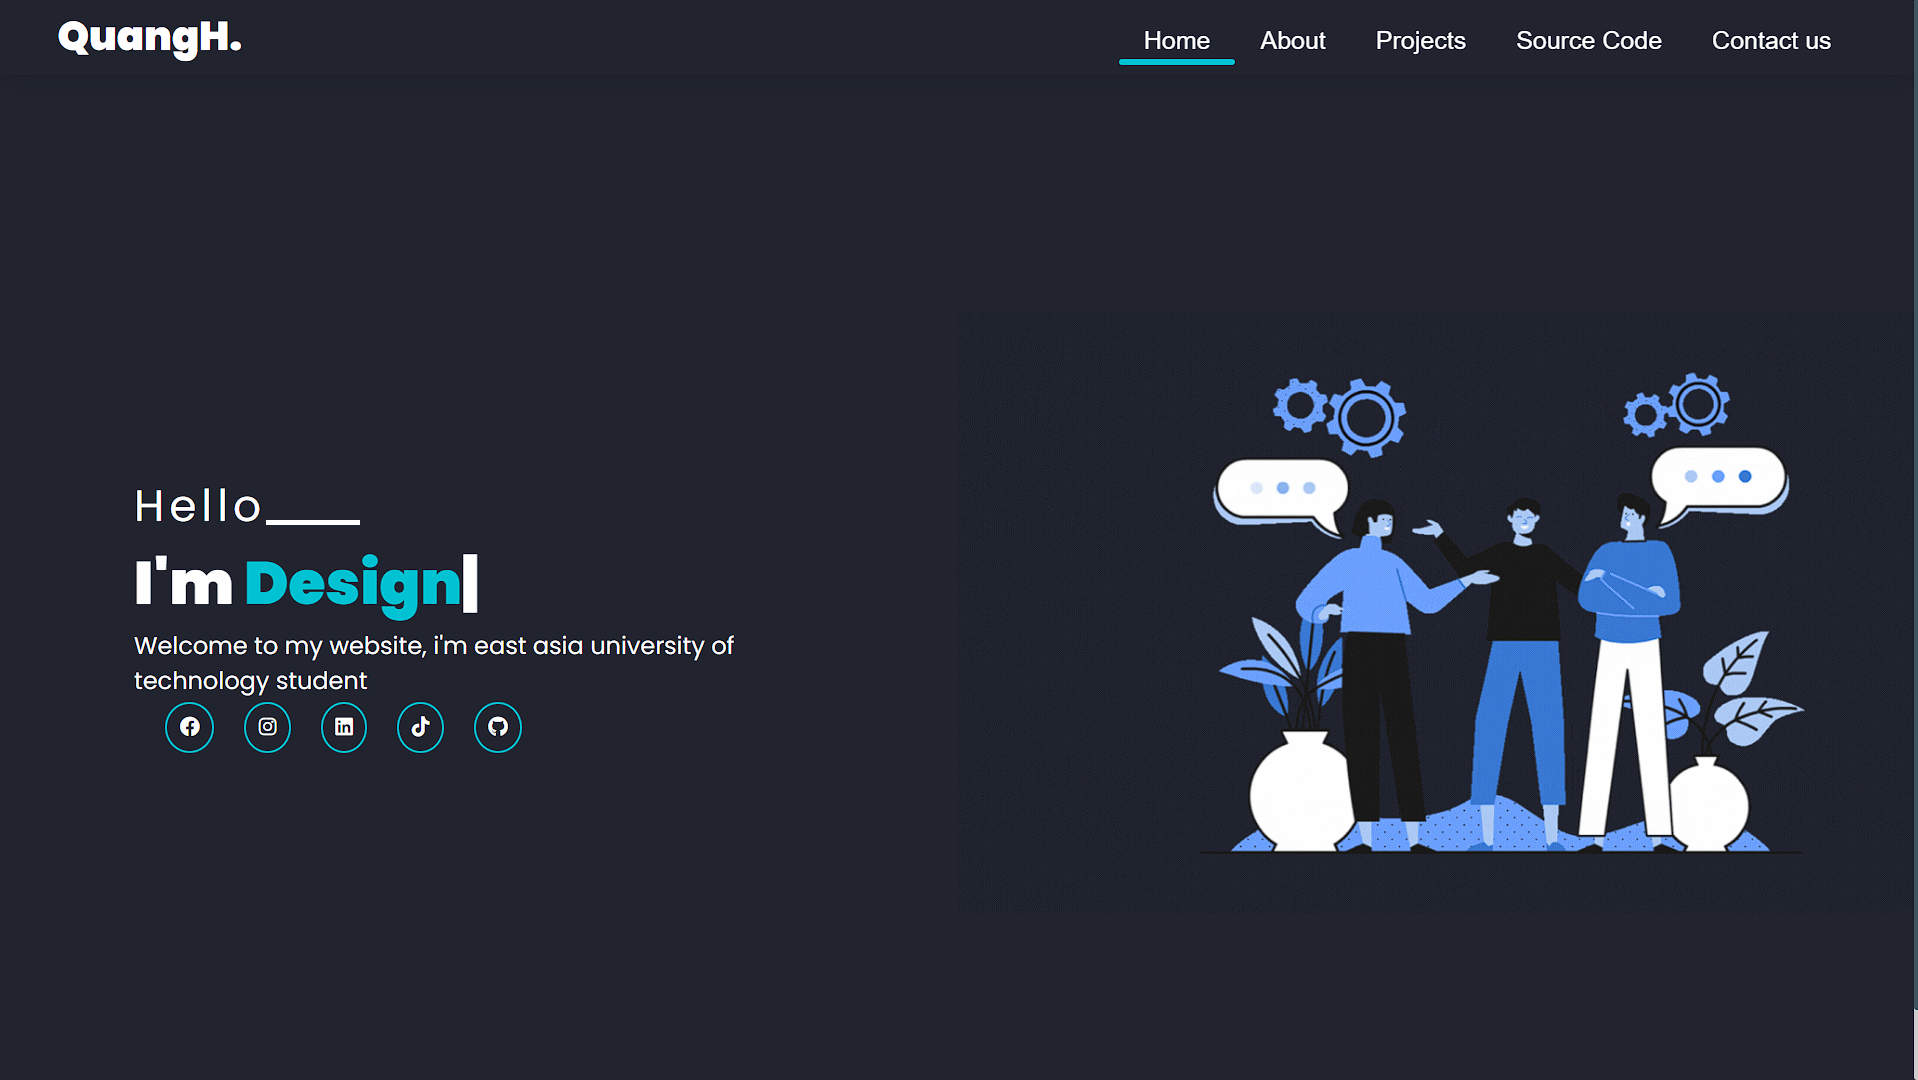 QuangH.
Home About Projects Source Code Contact us
Hello
I'm Design|
Welcome to my website, i'm east asia university of
technology student